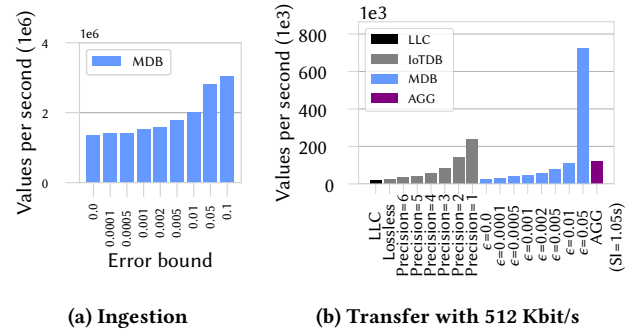 1e6
Values per second (1e6)
4
2
0
MDB
0.0
0.0001
0.0005
0.001
0.002
0.005
0.01
0.05
0.1
Error bound
(a) Ingestion
1e3
Values per second (1e3)
800
600
400
200
0
LLC
IoTDB
MDB
AGG
LLC
Lossless
Precision=6
Precision=5
Precision=4
Precision=3
Precision=2
Precision=1
ϵ=0.0
ϵ=0.0001
ϵ=0.0005
ϵ=0.001
ϵ=0.002
ϵ=0.005
ϵ=0.01
ϵ=0.05
AGG
(SI=1.05s)
(b) Transfer with 512 Kbit/s